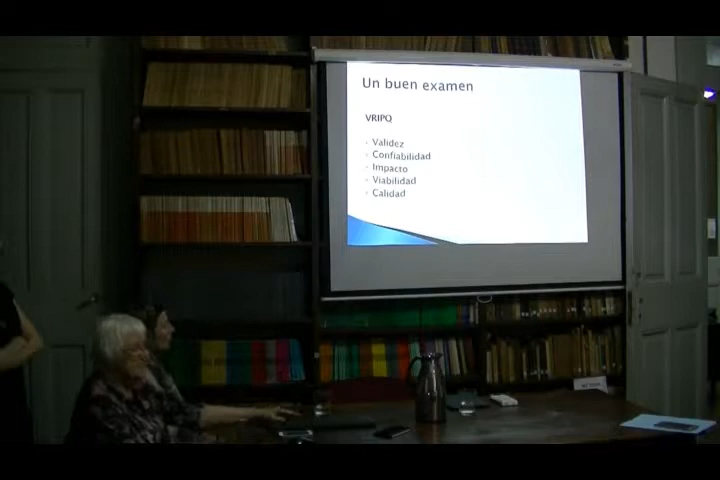 Un buen examen
VRIPQ
Validez
Confiabilidad
Impacto
Viabilidad
Calidad